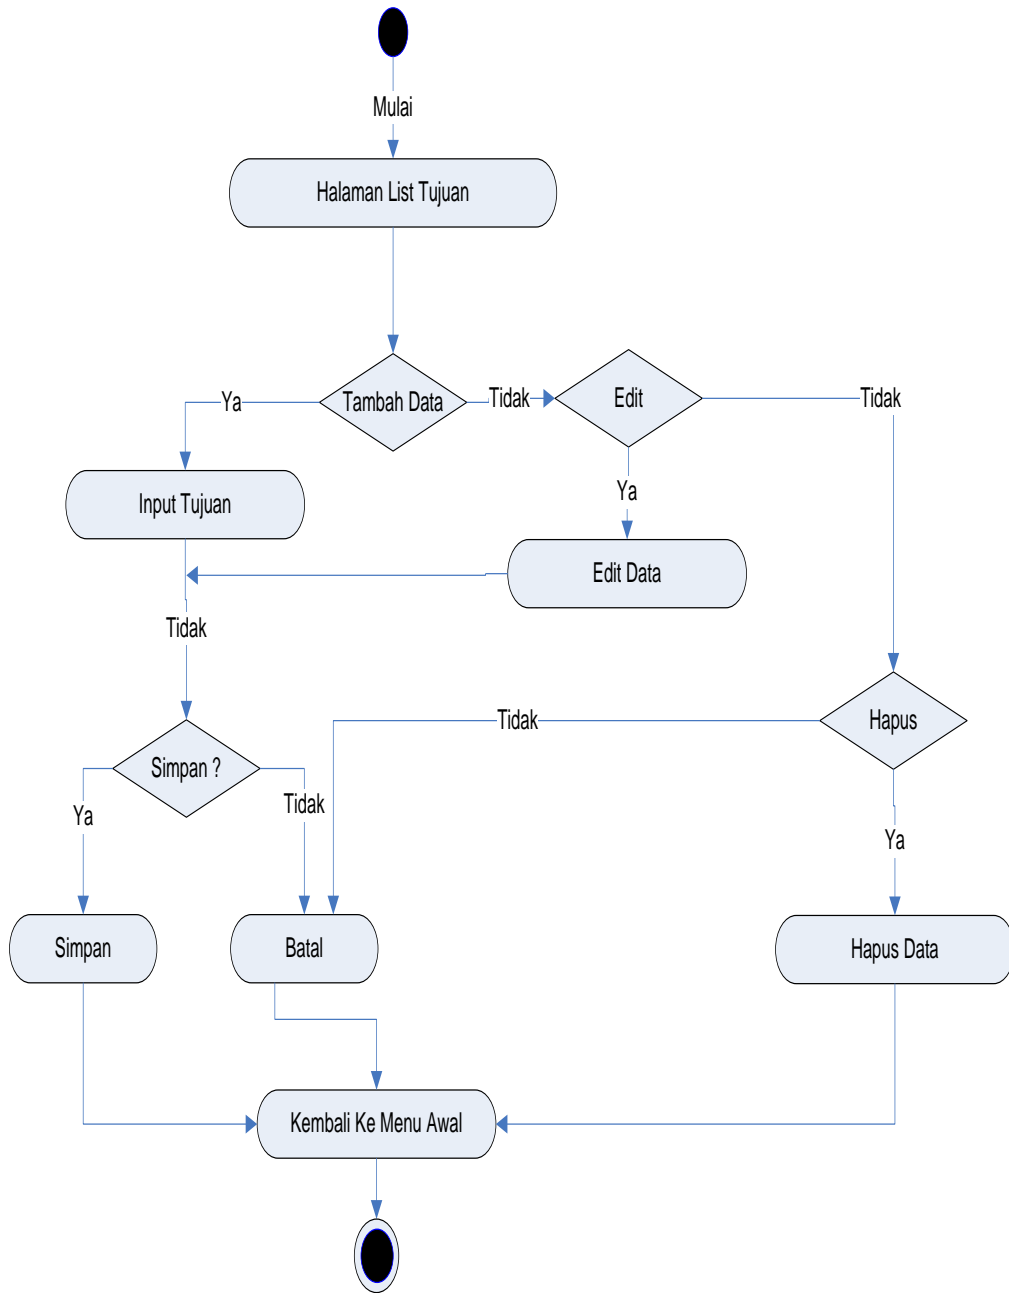 Mulai
Halaman List Tujuan
Tambah Data
Ya
Tidak
Edit
Tidak
Input Tujuan
Ya
Edit Data
Tidak
Simpan ?
Ya
Tidak
Tidak
Hapus
Ya
Simpan
Batal
Hapus Data
Kembali Ke Menu Awal